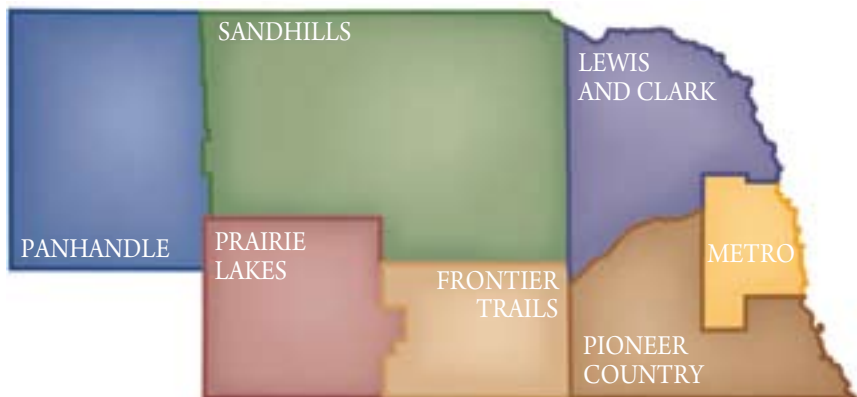 SANDHILLS
LEWIS
AND CLARK
PANHANDLE
PRAIRIE
LAKES
METRO
FRONTIER
TRAILS
PIONEER
COUNTRY